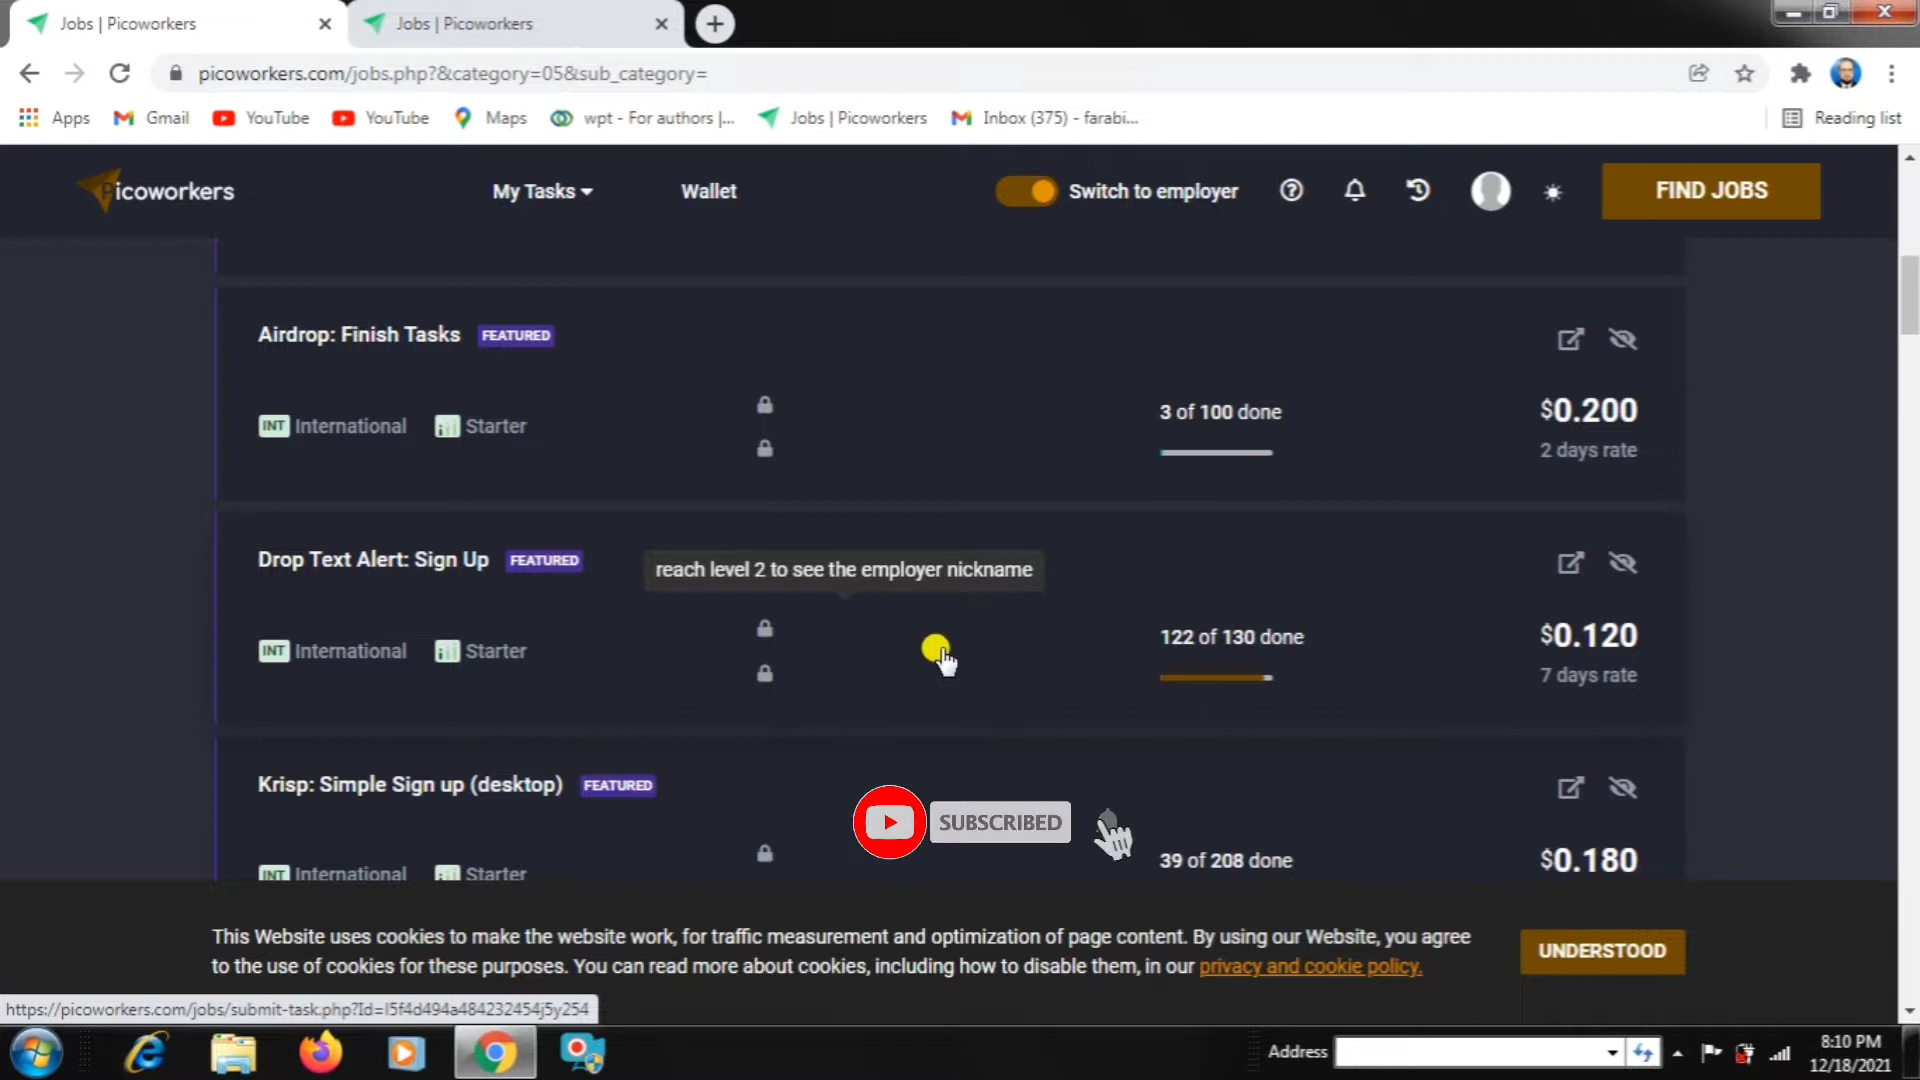 Jobs | Picoworkers
Jobs | Picoworkers
picoworkers.com/jobs.php?&category=05&sub_category=
Apps
Gmail
YouTube
YouTube
Maps
wpt - For authors |...
Jobs | Picoworkers
Inbox (375) - farabi...
Reading list
Picoworkers
My Tasks
Wallet
Switch to employer
FIND JOBS
Airdrop: Finish Tasks FEATURED
INT International Starter
3 of 100 done
$0.200
2 days rate
Drop Text Alert: Sign Up FEATURED
reach level 2 to see the employer nickname
INT International Starter
122 of 130 done
$0.120
7 days rate
Krisp: Simple Sign up (desktop) FEATURED
SUBSCRIBED
INT International Starter
39 of 208 done
$0.180
This Website uses cookies to make the website work, for traffic measurement and optimization of page content. By using our Website, you agree
to the use of cookies for these purposes. You can read more about cookies, including how to disable them, in our privacy and cookie policy.
UNDERSTOOD
https://picoworkers.com/jobs/submit-task.php?Id=l5f4d494a484232454j5y254
Address
8:10 PM
12/18/2021